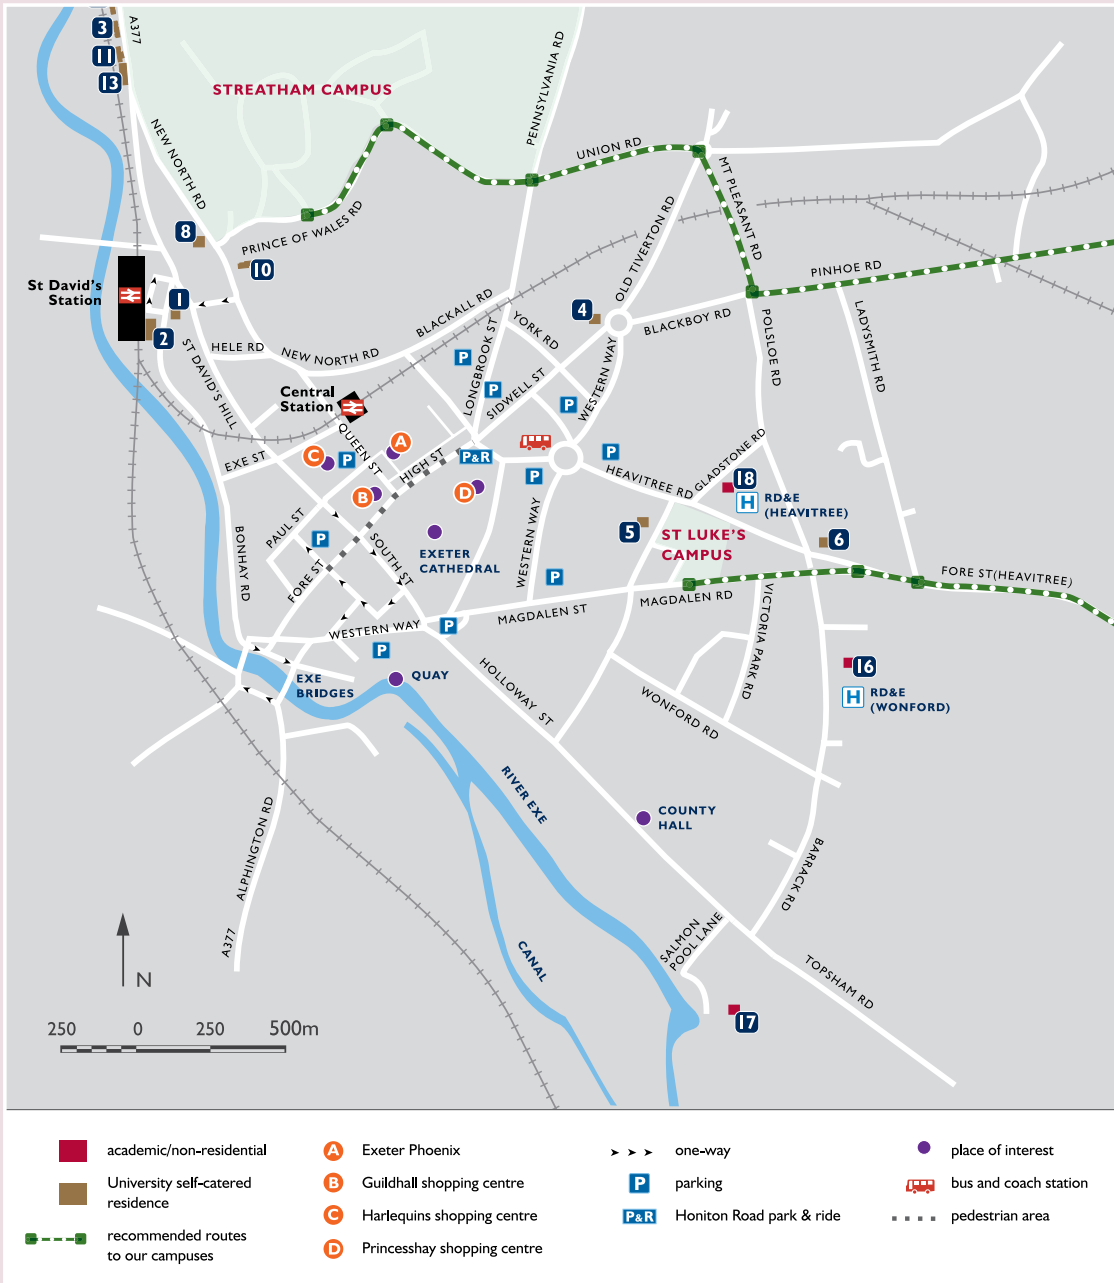 3
A377
11
13
STREATHAM CAMPUS
PENNSYLVANIA RD
NEW NORTH RD
UNION RD
MT PLEASANT RD
8
PRINCE OF WALES RD
10
OLD TIVERTON RD
PINHOE RD
St David's
Station
1
2
BLACKALL RD
4
BLACKBOY RD
LADYSMITH RD
POLSLOE RD
YORK RD
LONGBROOK ST
HELE RD
NEW NORTH RD
ST DAVID'S HILL
P
P
P
SIDWELL ST
WESTERN WAY
Central
Station
QUEEN ST
A
C
P
EXE ST
HIGH ST
P&R
P
P
HEAVITREE RD
GLADSTONE RD
B
D
18
H
RD&E
(HEAVITREE)
PAUL ST
P
SOUTH ST
EXETER
CATHEDRAL
WESTERN WAY
5
ST LUKE'S
CAMPUS
6
BONHAY RD
FORE ST
P
FORE ST(HEAVITREE)
MAGDALEN RD
MAGDALEN ST
VICTORIA PARK RD
WESTERN WAY
P
P
16
H
RD&E
(WONFORD)
EXE
BRIDGES
QUAY
HOLLOWAY ST
WONFORD RD
RIVER EXE
COUNTY
HALL
ALPHINGTON RD
BARRACK RD
A377
CANAL
SALMON
POOL LANE
TOPSHAM RD
17
N
250
0
250
500m
academic/non-residential
University self-catered
residence
recommended routes
to our campuses
A
Exeter Phoenix
B
Guildhall shopping centre
C
Harlequins shopping centre
D
Princesshay shopping centre
one-way
P
parking
P&R
Honiton Road park & ride
place of interest
bus and coach station
pedestrian area